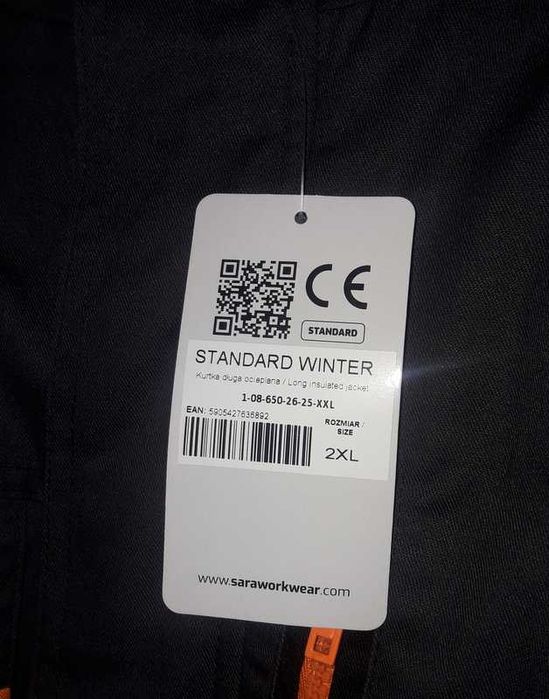 CE
STANDARD
STANDARD WINTER
Kurtka długa ocieplana / Long insulated jacket
1-08-650-26-25-XXL
EAN: 5905427635892
ROZMIAR /
SIZE
2XL
www.saraworkwear.com